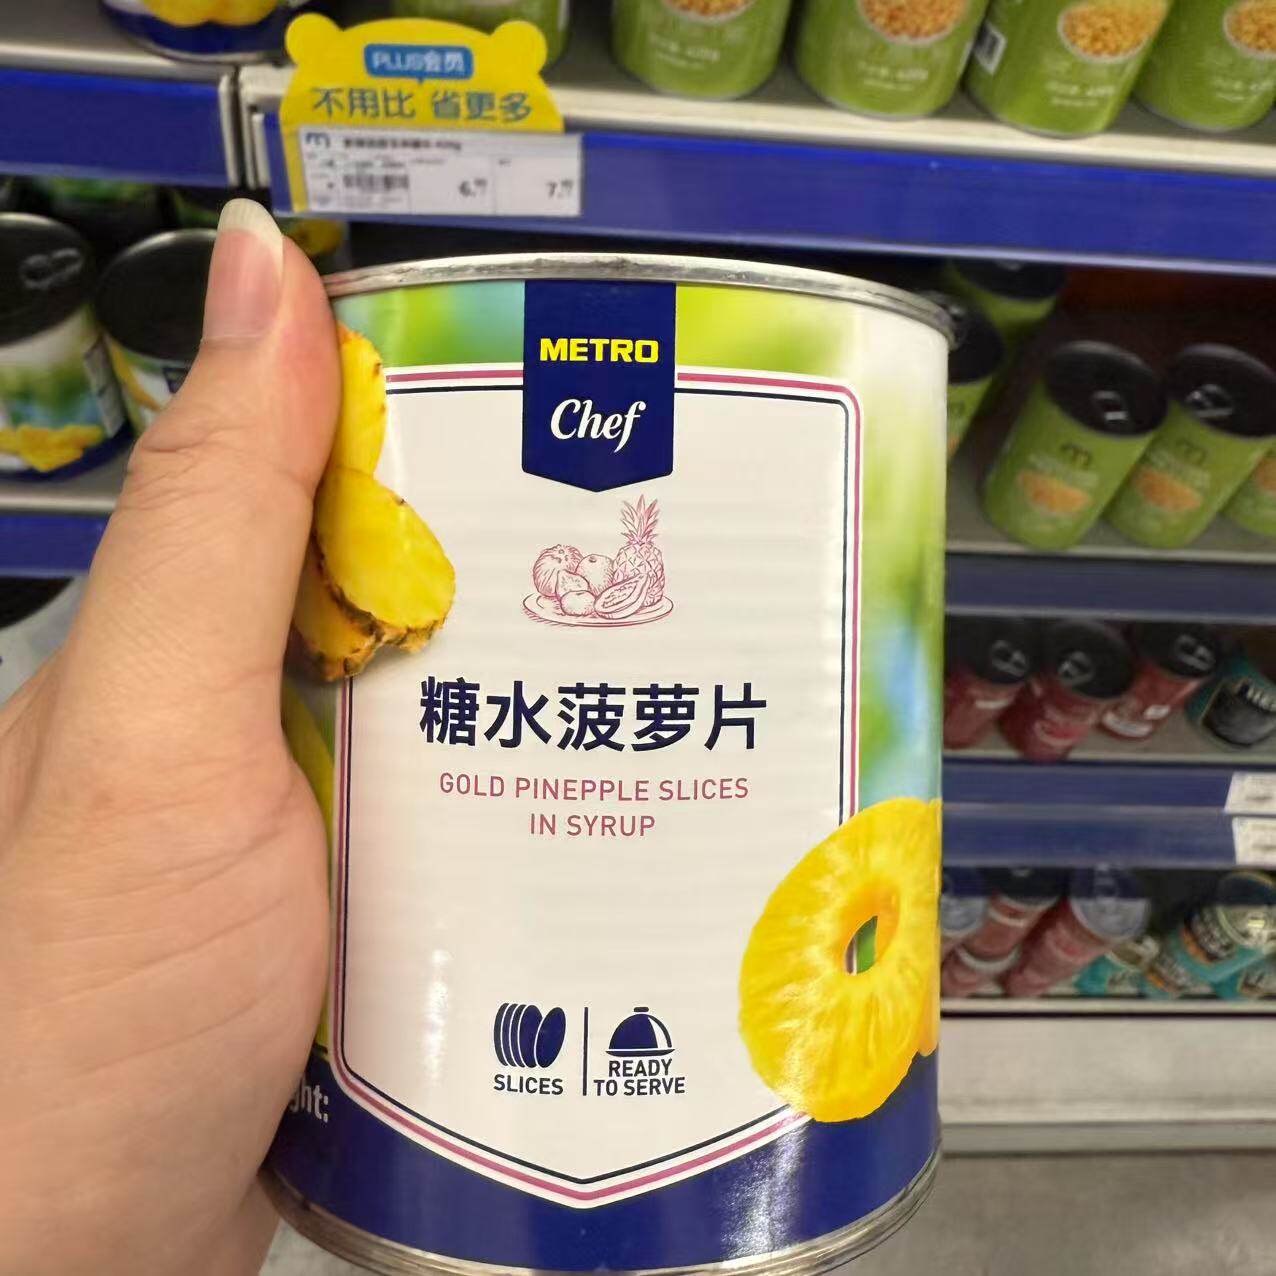 PLUS会员
不用比 省更多
METRO
Chef
糖水菠萝片
GOLD PINEPPLE SLICES
IN SYRUP
SLICES
READY
TO SERVE
ght: